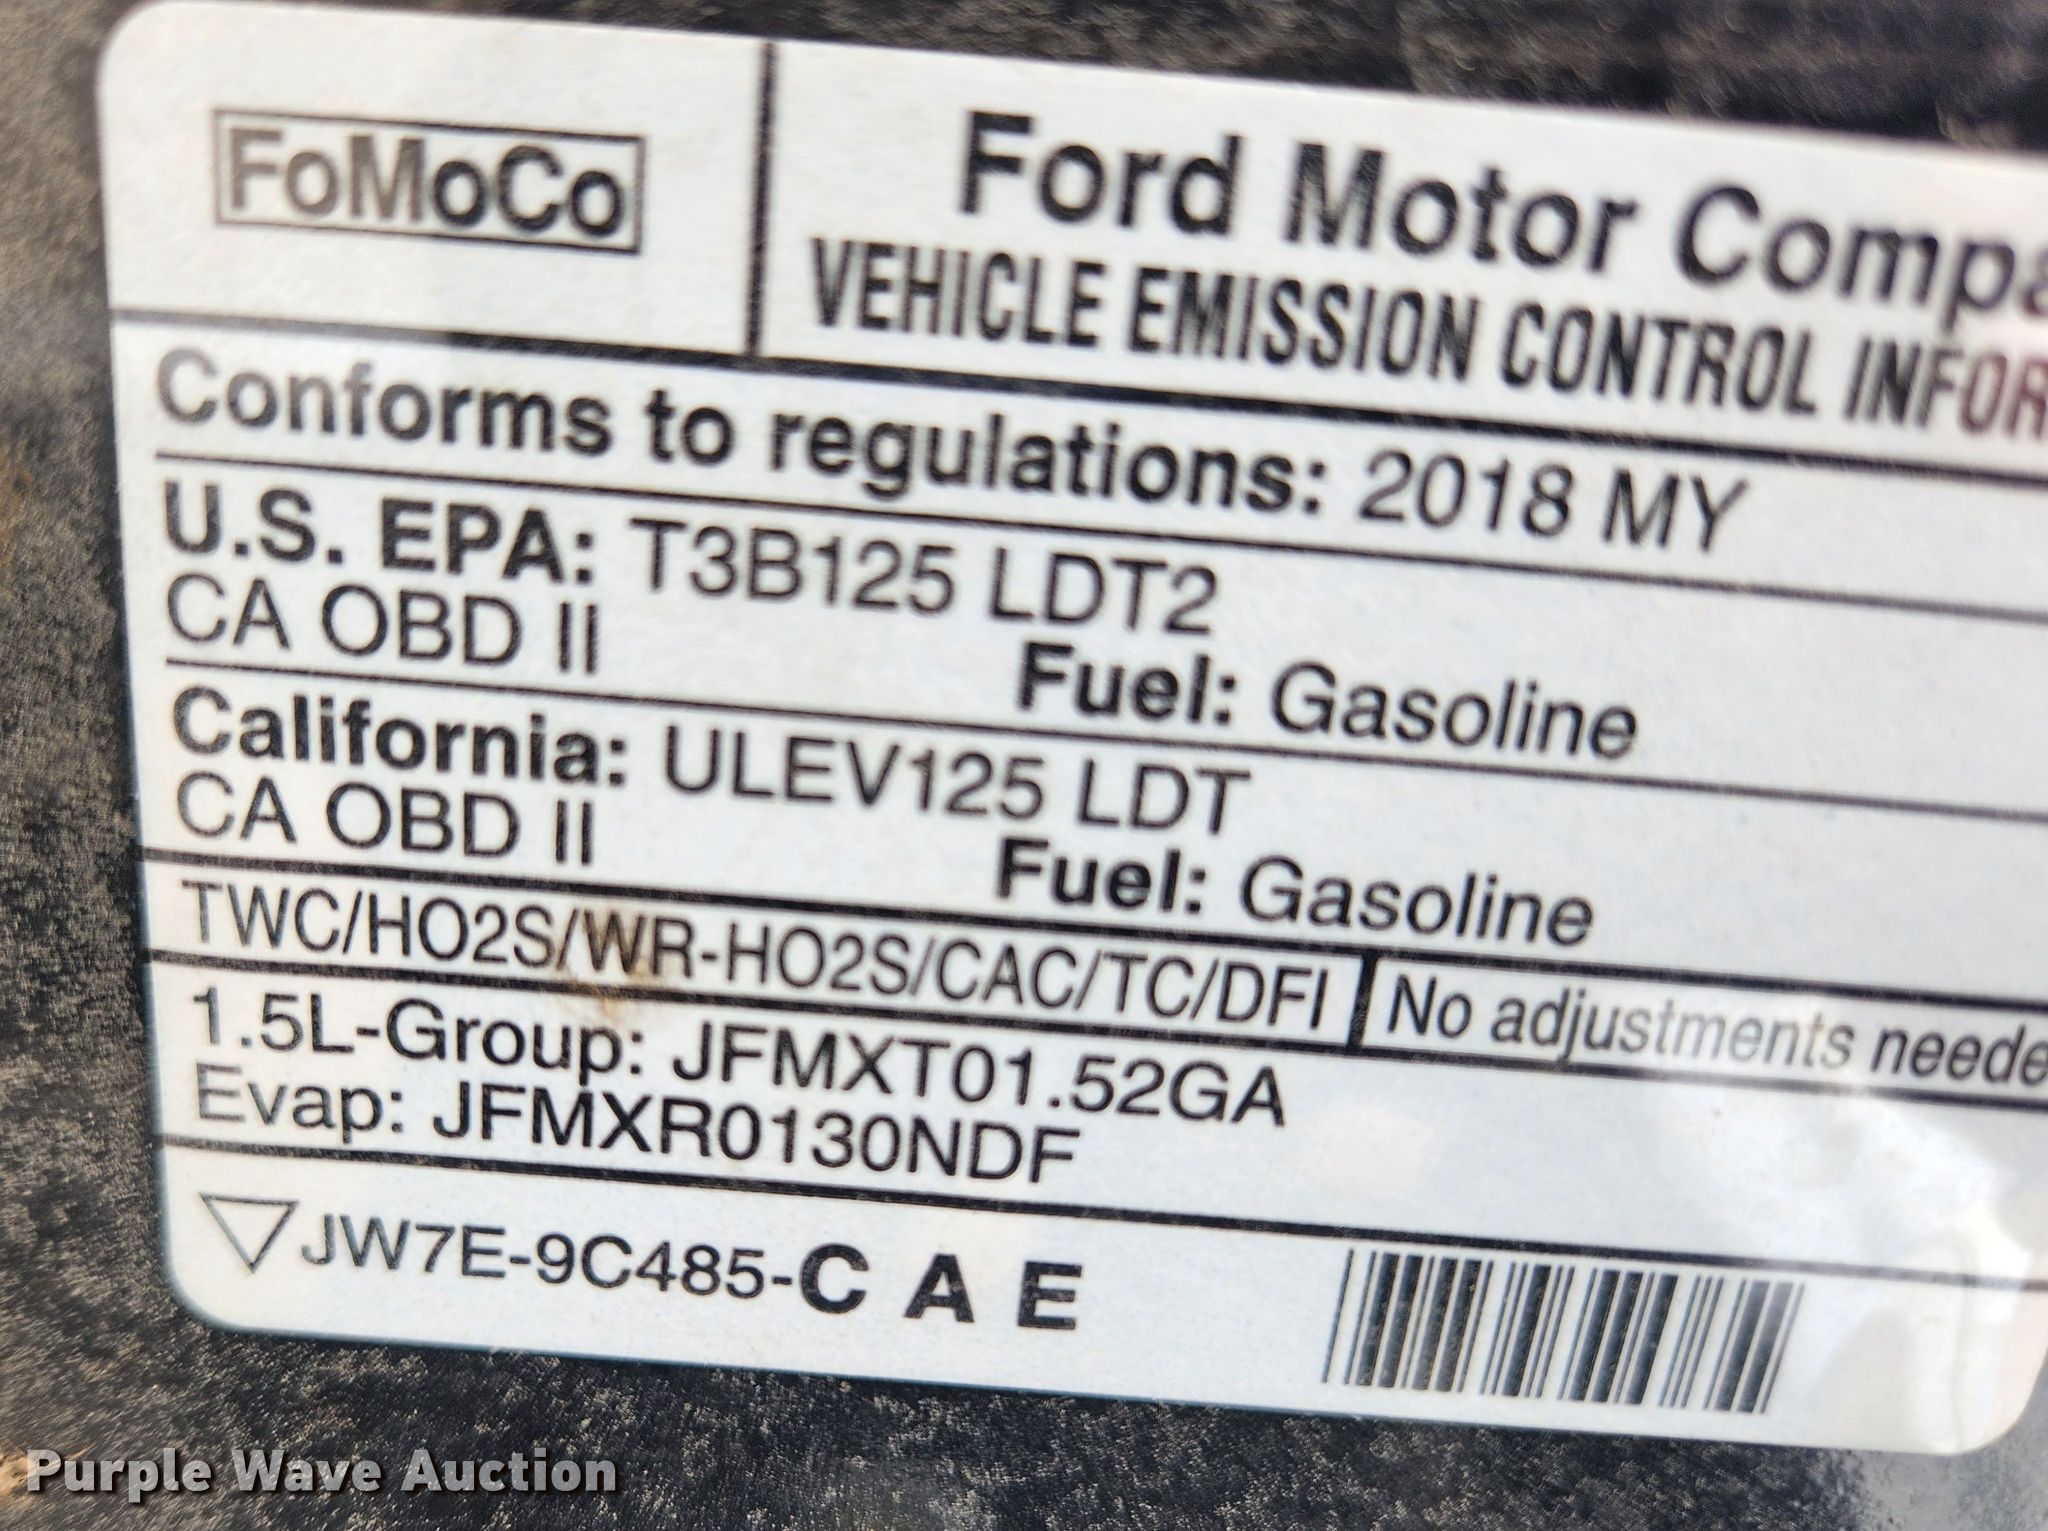 FoMoCo
Ford Motor Compa
VEHICLE EMISSION CONTROL INFOR
Conforms to regulations: 2018 MY
U.S. EPA: T3B125 LDT2
CA OBD II
Fuel: Gasoline
California: ULEV125 LDT
CA OBD II
Fuel: Gasoline
TWC/HO2S/WR-HO2S/CAC/TC/DFI
No adjustments neede
1.5L-Group: JFMXT01.52GA
Evap: JFMXR0130NDF
JW7E-9C485-C A E
Purple Wave Auction